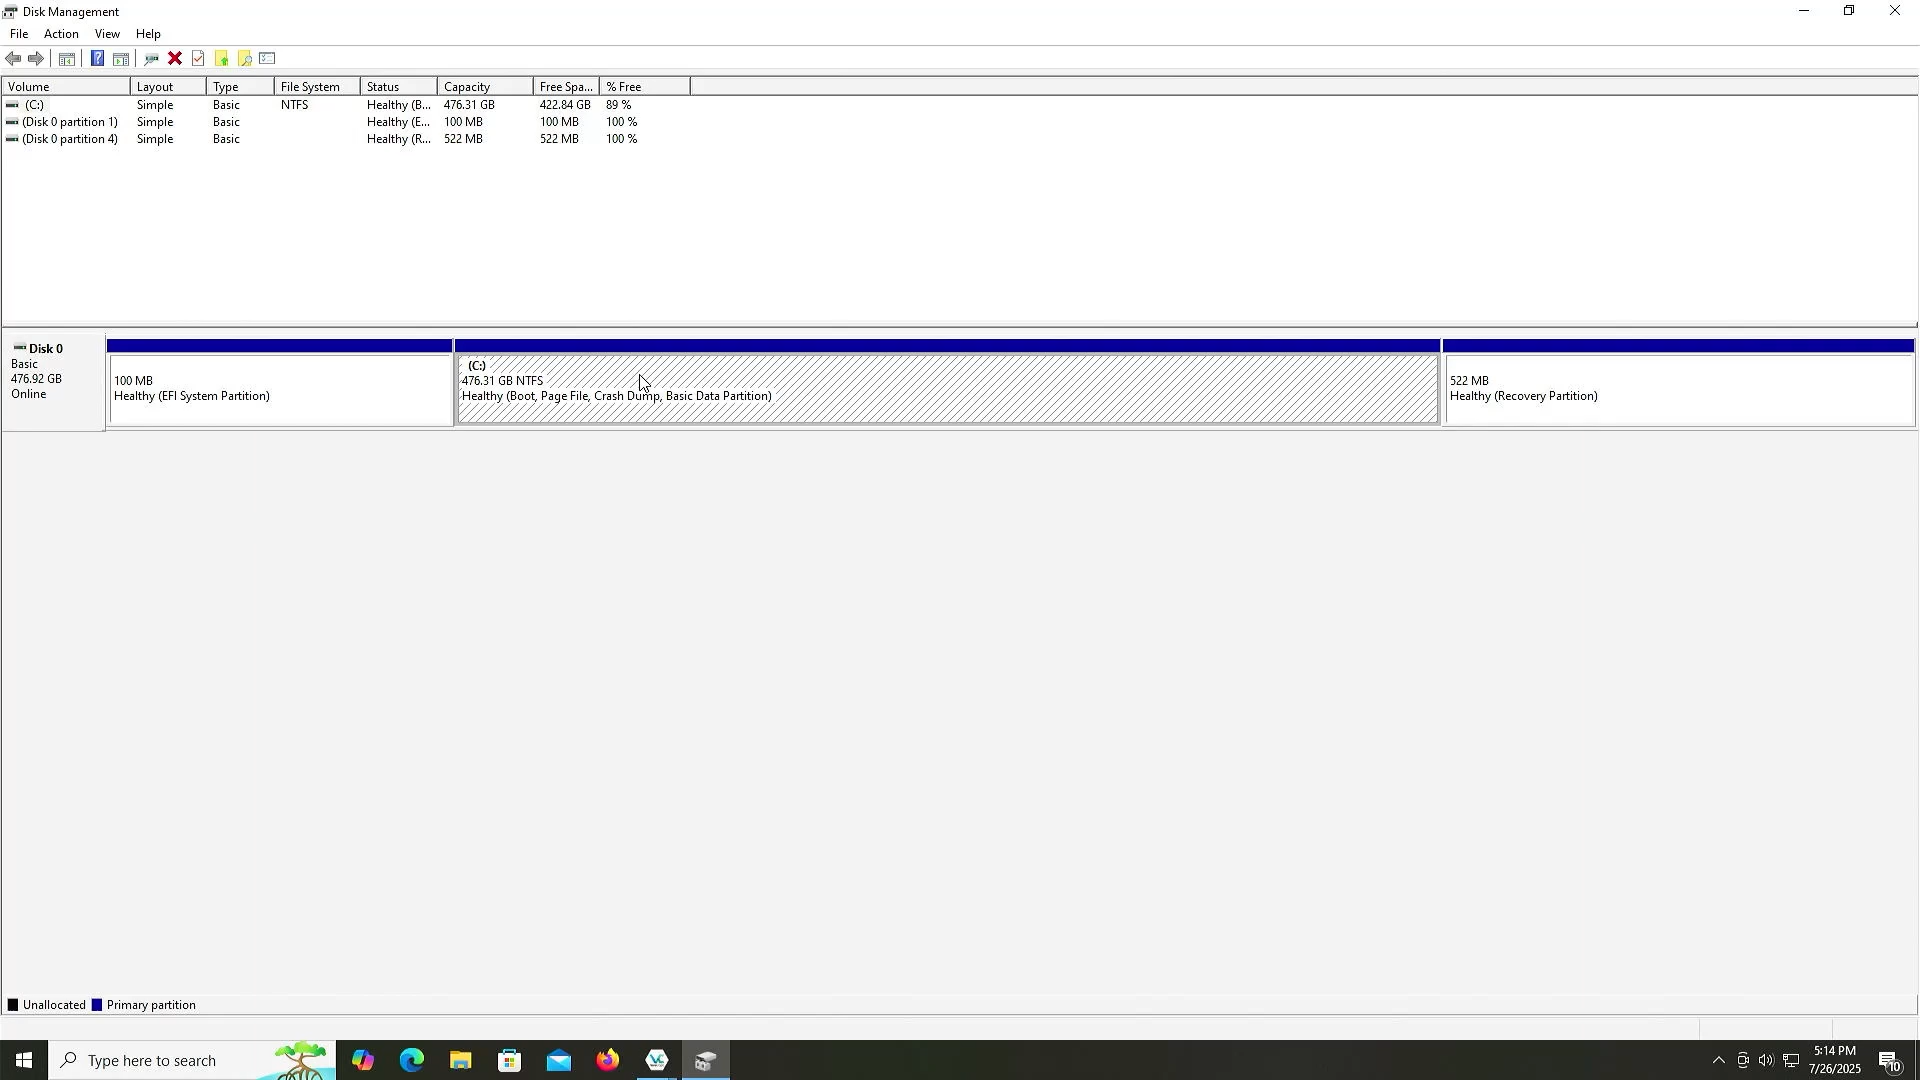 Disk Management
File Action View Help
Volume Layout Type File System Status Capacity Free Spa... % Free
(C:) Simple Basic NTFS Healthy (B... 476.31 GB 422.84 GB 89 %
(Disk 0 partition 1) Simple Basic Healthy (E... 100 MB 100 MB 100 %
(Disk 0 partition 4) Simple Basic Healthy (R... 522 MB 522 MB 100 %
Disk 0
Basic
476.92 GB
Online
100 MB
Healthy (EFI System Partition)
(C:)
476.31 GB NTFS
Healthy (Boot, Page File, Crash Dump, Basic Data Partition)
522 MB
Healthy (Recovery Partition)
Unallocated Primary partition
Type here to search
VC
5:14 PM
7/26/2025
10